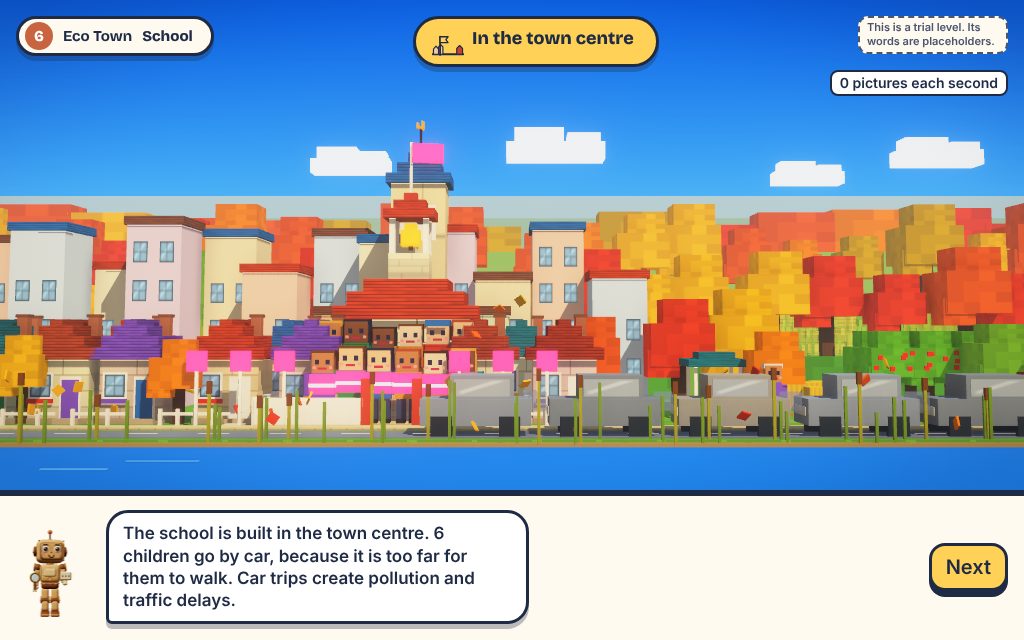 6 Eco Town School
In the town centre
This is a trial level. Its
words are placeholders.
0 pictures each second
The school is built in the town centre. 6
children go by car, because it is too far for
them to walk. Car trips create pollution and
traffic delays.
Next